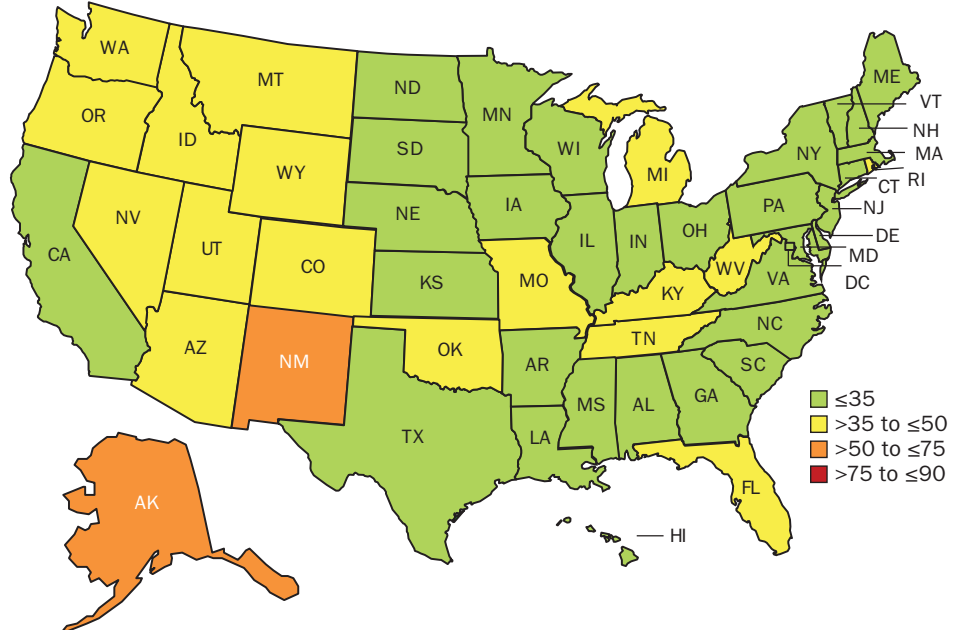 WA
MT
ND
MN
ME
VT
OR
ID
SD
WI
NY
NH
MA
WY
MI
RI
CT
NV
NE
IA
PA
NJ
UT
CO
IL
IN
OH
DE
CA
KS
MO
WV
MD
KY
VA
DC
AZ
NM
OK
TN
NC
AR
SC
MS
AL
GA
TX
LA
≤35
>35 to ≤50
>50 to ≤75
>75 to ≤90
FL
AK
HI